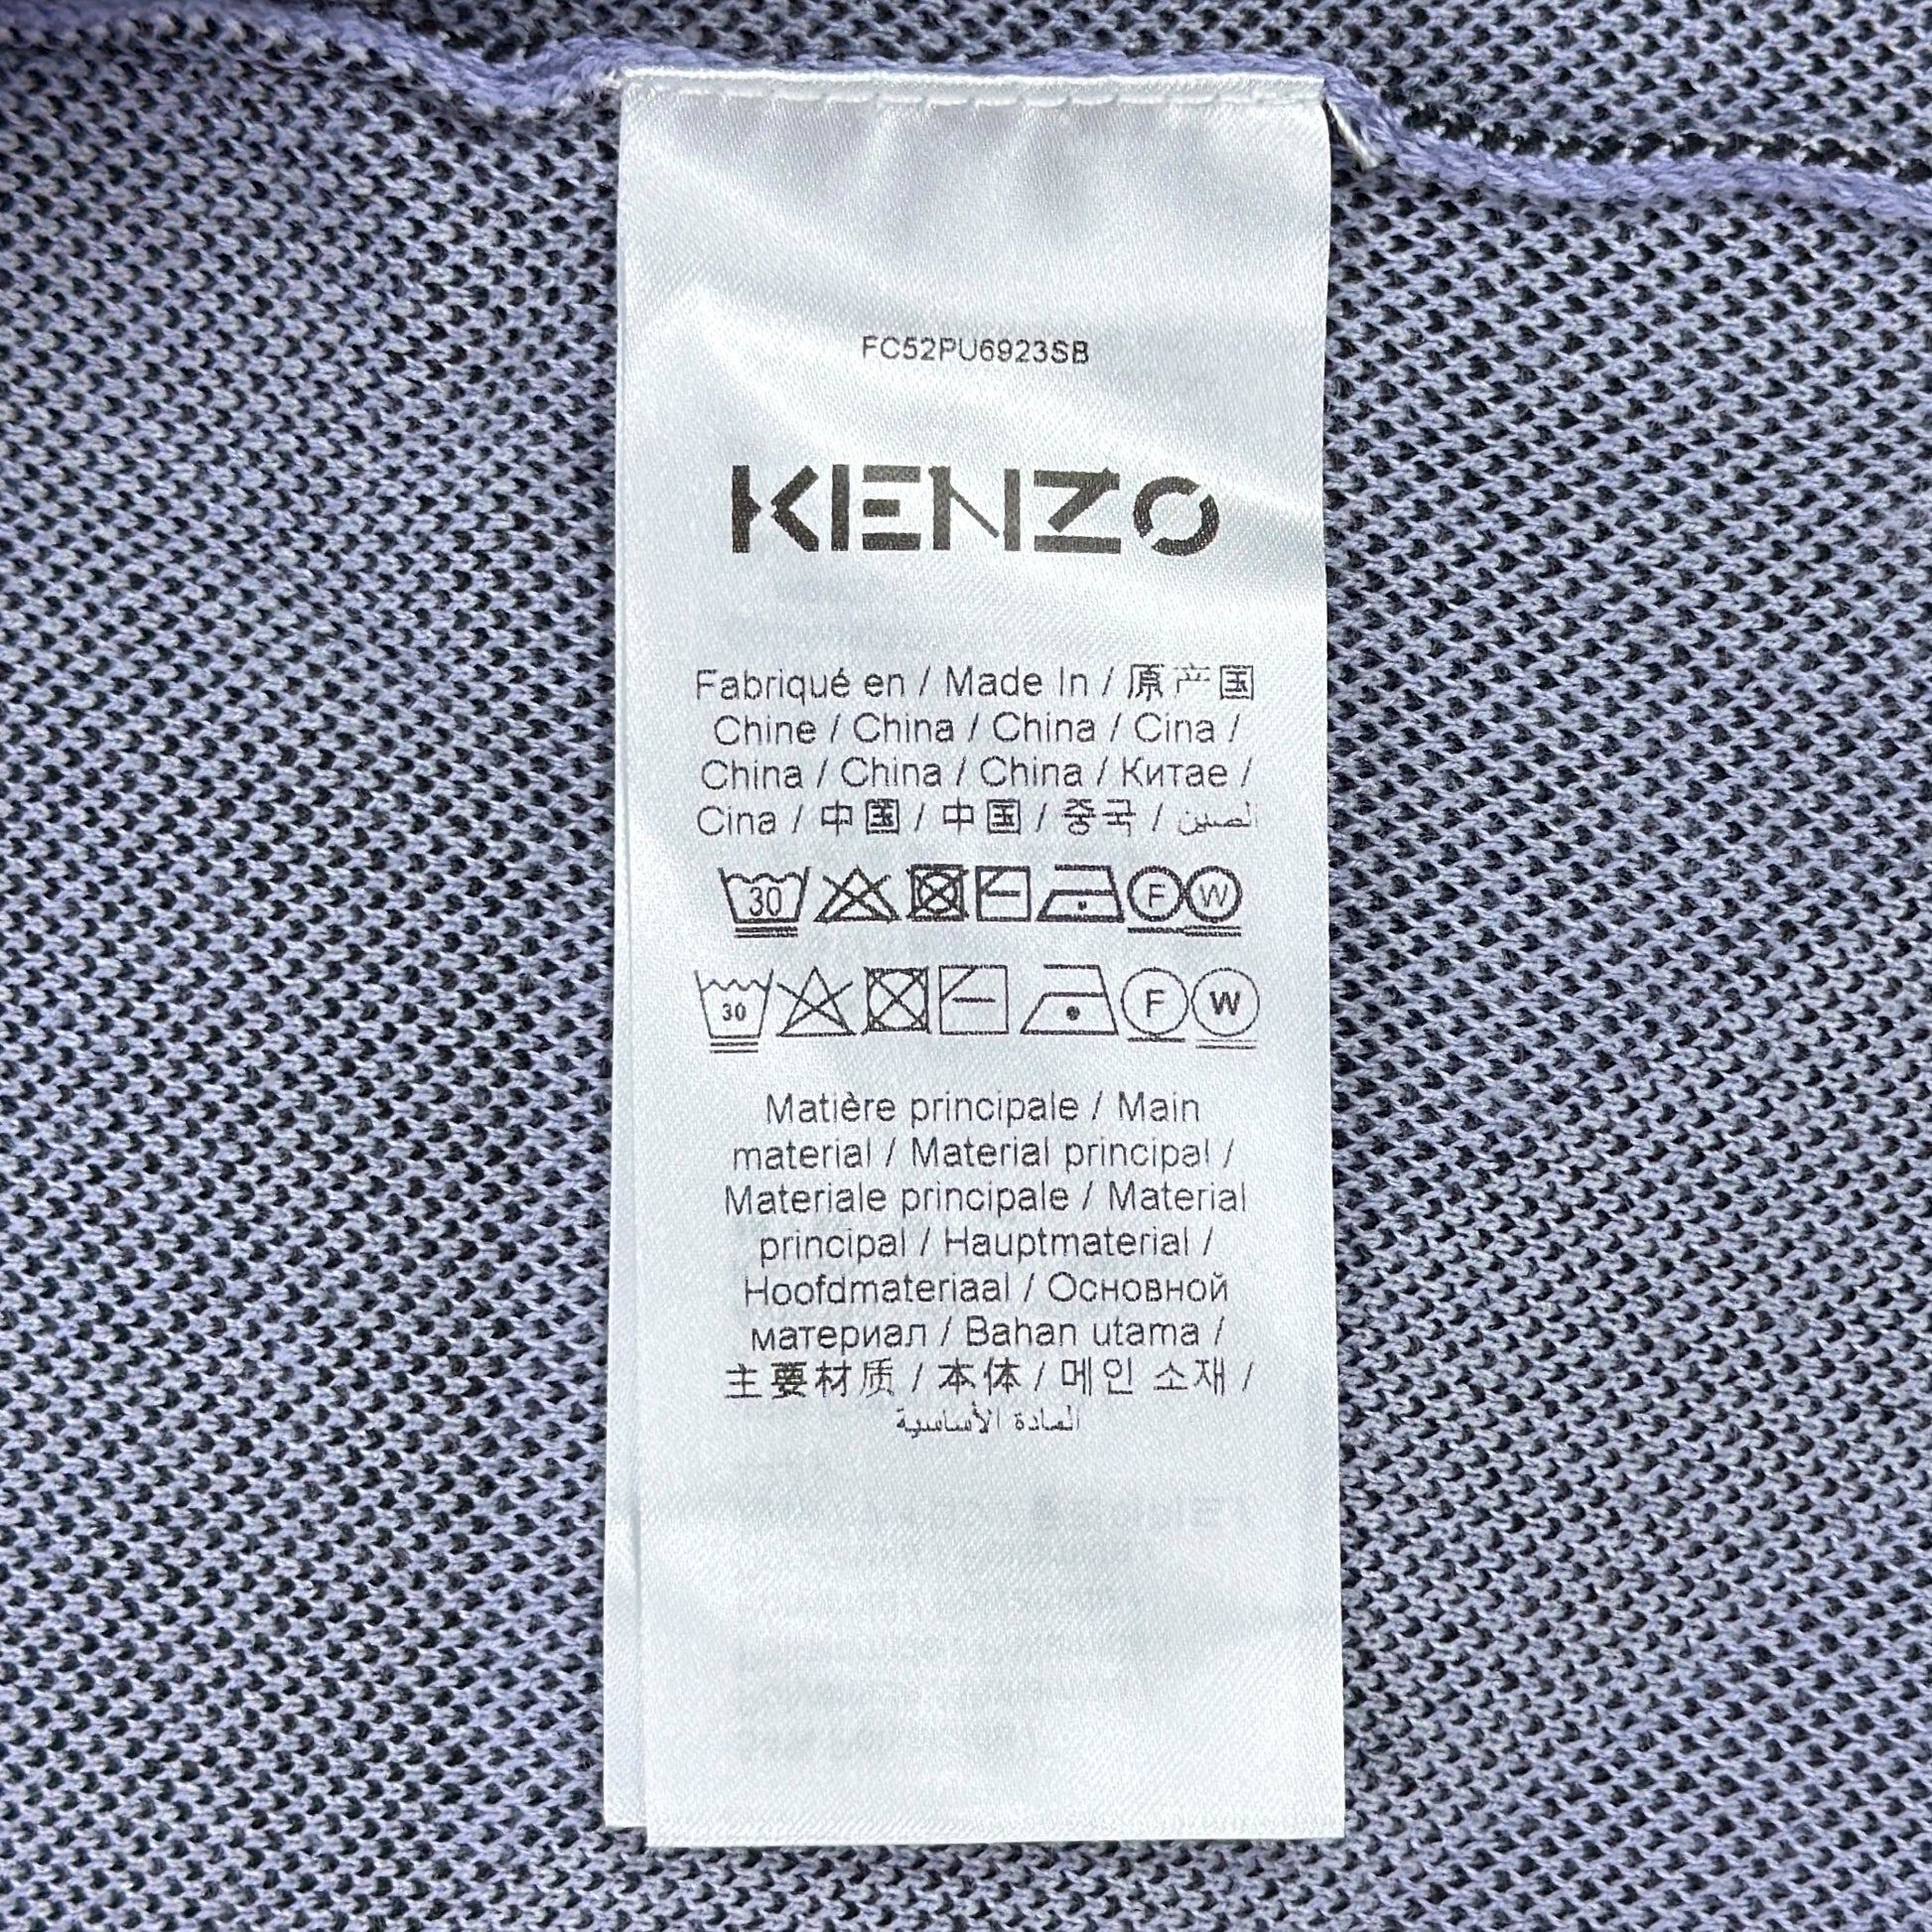 FC52PU6923SB
KENZO
Fabriqué en / Made In / 原产国
Chine / China / China / Cina /
China / China / China / Китае /
Cina / 中国 / 中国 / 중국 / الصين
30 F W
30 F W
Matière principale / Main
material / Material principal /
Materiale principale / Material
principal / Hauptmaterial /
Hoofdmateriaal / Основной
материал / Bahan utama /
主要材质 / 本体 / 메인 소재 /
المادة الأساسية